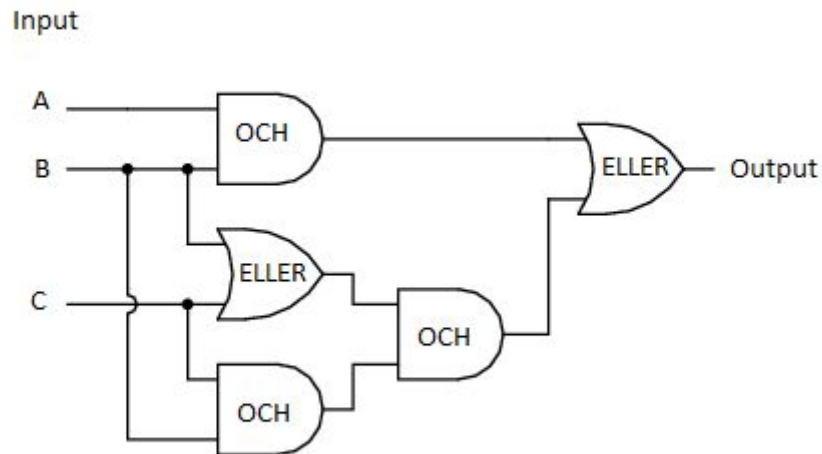 Input
A
OCH
B
ELLER
Output
ELLER
C
OCH
OCH